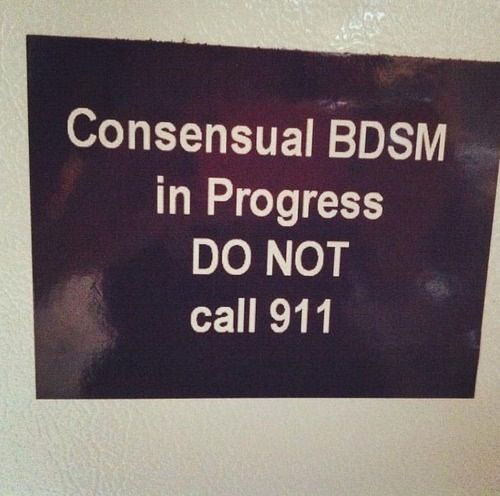 Consensual BDSM
in Progress
DO NOT
call 911